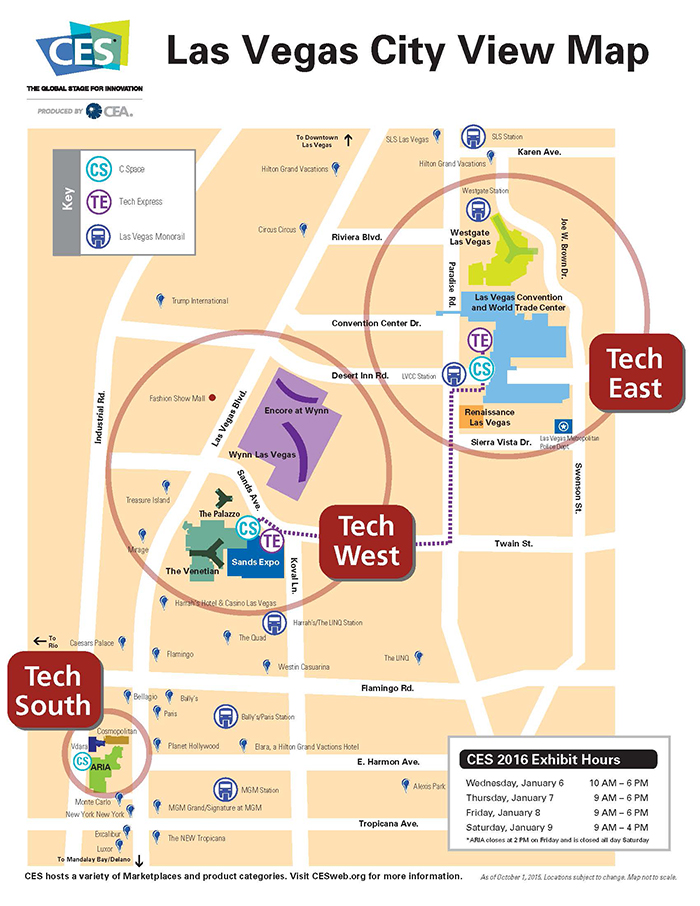 CES
Las Vegas City View Map
THE GLOBAL STAGE FOR INNOVATION
PRODUCED BY CEA.
Key
CS C Space
TE Tech Express
Las Vegas Monorail
To Downtown
Las Vegas
SLS Las Vegas
SLS Station
Karen Ave.
Hilton Grand Vacations
Hilton Grand Vacations
Westgate Station
Circus Circus
Riviera Blvd.
Westgate
Las Vegas
Joe W. Brown Dr.
Paradise Rd.
Trump International
Las Vegas Convention
and World Trade Center
Convention Center Dr.
TE
CS
Tech
East
Desert Inn Rd.
LVCC Station
Industrial Rd.
Las Vegas Blvd.
Fashion Show Mall
Encore at Wynn
Renaissance
Las Vegas
Sierra Vista Dr.
Las Vegas Metropolitan
Police Dept.
Wynn Las Vegas
Swenson St.
Sands Ave.
Treasure Island
The Palazzo
CS
TE
Tech
West
Mirage
Twain St.
The Venetian
Sands Expo
Koval Ln.
Harrah's Hotel & Casino Las Vegas
Harrah's/The LINQ Station
To
Rio
Caesars Palace
The Quad
Flamingo
The LINQ
Westin Casuarina
Tech
South
Flamingo Rd.
Bellagio
Bally's
Paris
Bally's/Paris Station
Cosmopolitan
Vdara
Planet Hollywood
Elara, a Hilton Grand Vactions Hotel
CS
ARIA
E. Harmon Ave.
MGM Station
Alexis Park
Monte Carlo
New York New York
MGM Grand/Signature at MGM
Tropicana Ave.
Excalibur
The NEW Tropicana
Luxor
To Mandalay Bay/Delano
CES 2016 Exhibit Hours
Wednesday, January 6 10 AM – 6 PM
Thursday, January 7 9 AM – 6 PM
Friday, January 8 9 AM – 6 PM
Saturday, January 9 9 AM – 4 PM
*ARIA closes at 2 PM on Friday and is closed all day Saturday
CES hosts a variety of Marketplaces and product categories. Visit CESweb.org for more information.
As of October 1, 2015. Locations subject to change. Map not to scale.